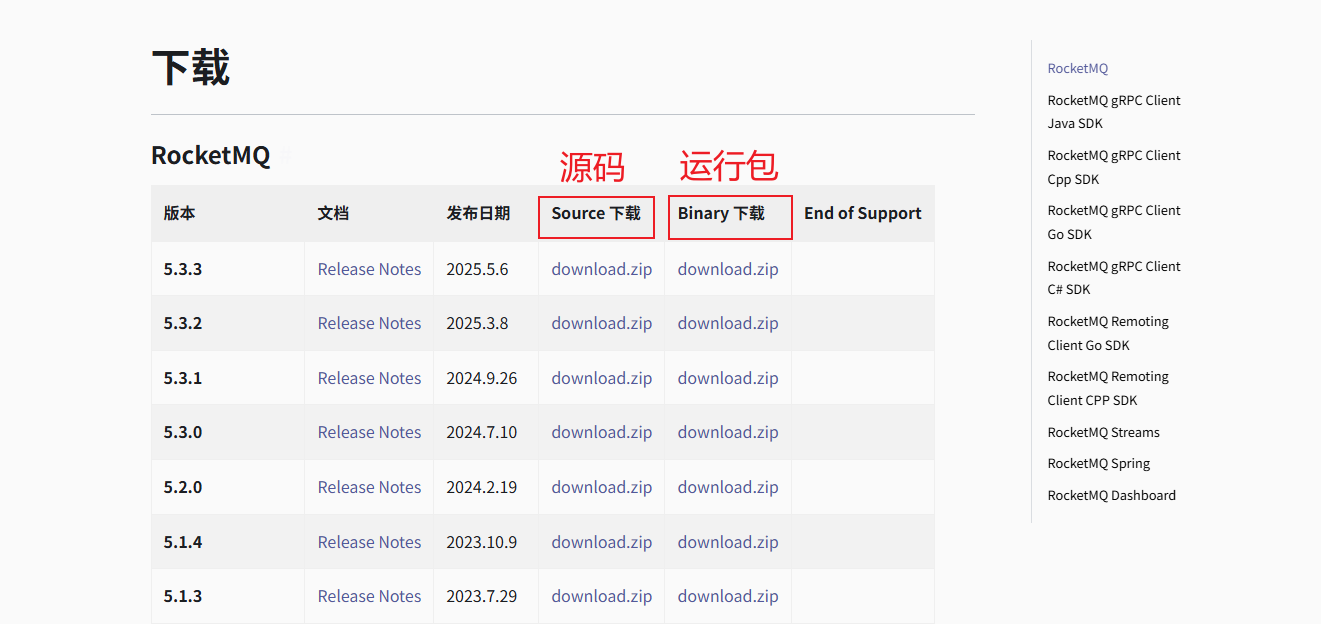 下载
RocketMQ
源码 运行包
版本 文档 发布日期 Source 下载 Binary 下载 End of Support
5.3.3 Release Notes 2025.5.6 download.zip download.zip
5.3.2 Release Notes 2025.3.8 download.zip download.zip
5.3.1 Release Notes 2024.9.26 download.zip download.zip
5.3.0 Release Notes 2024.7.10 download.zip download.zip
5.2.0 Release Notes 2024.2.19 download.zip download.zip
5.1.4 Release Notes 2023.10.9 download.zip download.zip
5.1.3 Release Notes 2023.7.29 download.zip download.zip
RocketMQ
RocketMQ gRPC Client
Java SDK
RocketMQ gRPC Client
Cpp SDK
RocketMQ gRPC Client
Go SDK
RocketMQ gRPC Client
C# SDK
RocketMQ Remoting
Client Go SDK
RocketMQ Remoting
Client CPP SDK
RocketMQ Streams
RocketMQ Spring
RocketMQ Dashboard